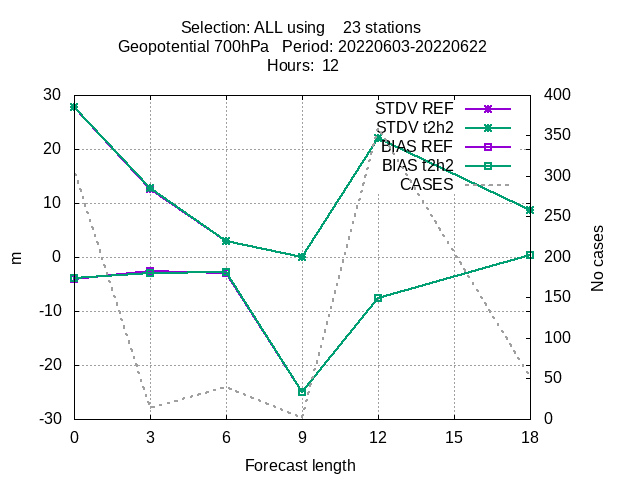 Selection: ALL using    23 stations
Geopotential 700hPa   Period: 20220603-20220622
Hours:  12
30
20
10
0
-10
-20
-30
m
400
350
300
250
200
150
100
50
0
No cases
STDV REF
STDV t2h2
BIAS REF
BIAS t2h2
CASES
0 3 6 9 12 15 18
Forecast length